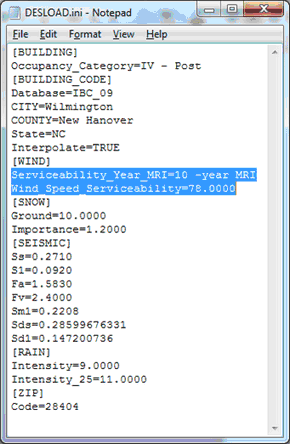 DESLOAD.ini - Notepad
File Edit Format View Help
[BUILDING]
Occupancy_Category=IV - Post
[BUILDING_CODE]
Database=IBC_09
CITY=Wilmington
COUNTY=New Hanover
State=NC
Interpolate=TRUE
[WIND]
Serviceability_Year_MRI=10 -year MRI
Wind_Speed_Serviceability=78.0000
[SNOW]
Ground=10.0000
Importance=1.2000
[SEISMIC]
Ss=0.2710
S1=0.0920
Fa=1.5830
Fv=2.4000
Sm1=0.2208
Sds=0.28599676331
Sd1=0.147200736
[RAIN]
Intensity=9.0000
Intensity_25=11.0000
[ZIP]
Code=28404